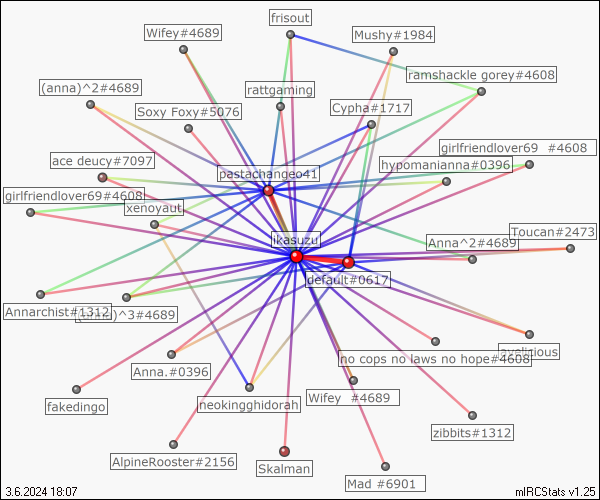 frisout
Wifey#4689
Mushy#1984
ramshackle gorey#4608
(anna)^2#4689
rattgaming
Soxy Foxy#5076
Cypha#1717
girlfriendlover69 #4608
ace deucy#7097
hypomanianna#0396
pastachangeo41
girlfriendlover69#4608
xenoyaut
Toucan#2473
ikasuzu
Anna^2#4689
default#0617
Annarchist#1312
)^3#4689
no cops no laws no hope#4608
Anna.#0396
fakedingo
neokingghidorah
Wifey #4689
zibbits#1312
AlpineRooster#2156
Skalman
Mad #6901
3.6.2024 18:07
mIRCStats v1.25